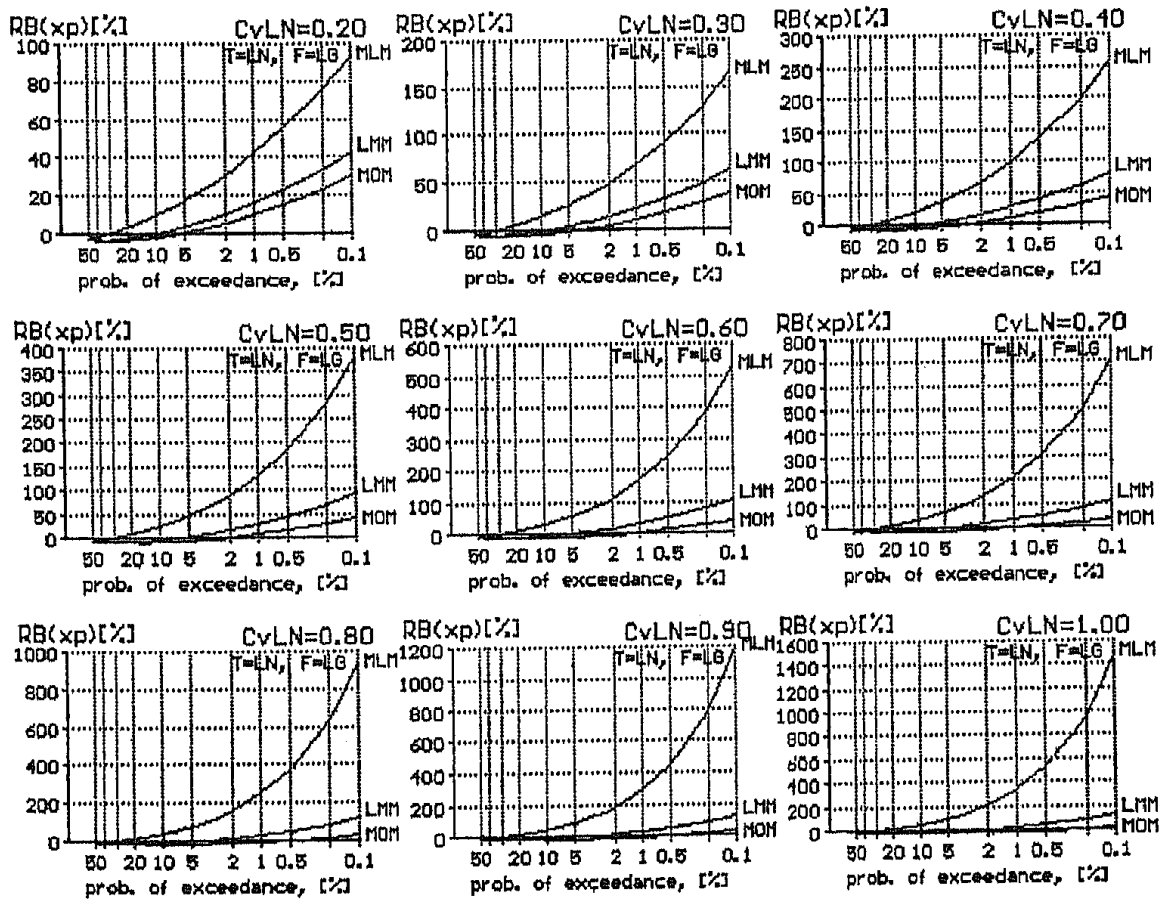 RB(xp)[%] CvLN=0.20
T=LN, F=LG
100
80
60
40
20
0
MLM
LMM
MOM
50 20 10 5 2 1 0.5 0.1
prob. of exceedance, [%]
RB(xp)[%] CvLN=0.30
T=LN, F=LG
200
150
100
50
0
MLM
LMM
MOM
50 20 10 5 2 1 0.5 0.1
prob. of exceedance, [%]
RB(xp)[%] CvLN=0.40
T=LN, F=LG
300
250
200
150
100
50
0
MLM
LMM
MOM
50 20 10 5 2 1 0.5 0.1
prob. of exceedance, [%]
RB(xp)[%] CvLN=0.50
T=LN, F=LG
400
350
300
250
200
150
100
50
0
MLM
LMM
MOM
50 20 10 5 2 1 0.5 0.1
prob. of exceedance, [%]
RB(xp)[%] CvLN=0.60
T=LN, F=LG
600
500
400
300
200
100
0
MLM
LMM
MOM
50 20 10 5 2 1 0.5 0.1
prob. of exceedance, [%]
RB(xp)[%] CvLN=0.70
T=LN, F=LG
800
700
600
500
400
300
200
100
0
MLM
LMM
MOM
50 20 10 5 2 1 0.5 0.1
prob. of exceedance, [%]
RB(xp)[%] CvLN=0.80
T=LN, F=LG
1000
800
600
400
200
0
MLM
LMM
MOM
50 20 10 5 2 1 0.5 0.1
prob. of exceedance, [%]
RB(xp)[%] CvLN=0.90
T=LN, F=LG
1200
1000
800
600
400
200
0
MLM
LMM
MOM
50 20 10 5 2 1 0.5 0.1
prob. of exceedance, [%]
RB(xp)[%] CvLN=1.00
T=LN, F=LG
1600
1400
1200
1000
800
600
400
200
0
MLM
LMM
MOM
50 20 10 5 2 1 0.5 0.1
prob. of exceedance, [%]